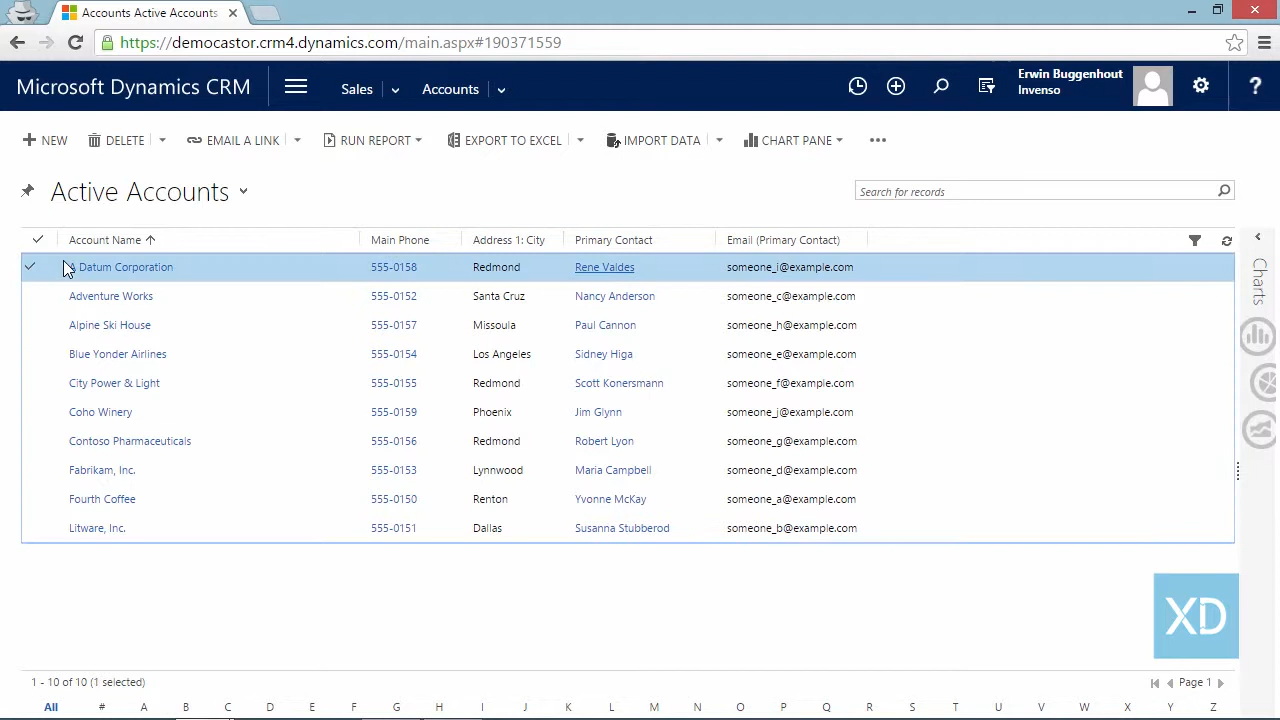 Accounts Active Accounts
https://democastor.crm4.dynamics.com/main.aspx#190371559
Microsoft Dynamics CRM Sales Accounts Erwin Buggenhout
Invenso
?
NEW DELETE EMAIL A LINK RUN REPORT EXPORT TO EXCEL IMPORT DATA CHART PANE
Active Accounts
Search for records
Account Name Main Phone Address 1: City Primary Contact Email (Primary Contact)
Datum Corporation 555-0158 Redmond Rene Valdes someone_i@example.com
Adventure Works 555-0152 Santa Cruz Nancy Anderson someone_c@example.com
Alpine Ski House 555-0157 Missoula Paul Cannon someone_h@example.com
Blue Yonder Airlines 555-0154 Los Angeles Sidney Higa someone_e@example.com
City Power & Light 555-0155 Redmond Scott Konersmann someone_f@example.com
Coho Winery 555-0159 Phoenix Jim Glynn someone_j@example.com
Contoso Pharmaceuticals 555-0156 Redmond Robert Lyon someone_g@example.com
Fabrikam, Inc. 555-0153 Lynnwood Maria Campbell someone_d@example.com
Fourth Coffee 555-0150 Renton Yvonne McKay someone_a@example.com
Litware, Inc. 555-0151 Dallas Susanna Stubberod someone_b@example.com
Charts
XD
1 - 10 of 10 (1 selected) Page 1
All # A B C D E F G H I J K L M N O P Q R S T U V W X Y Z